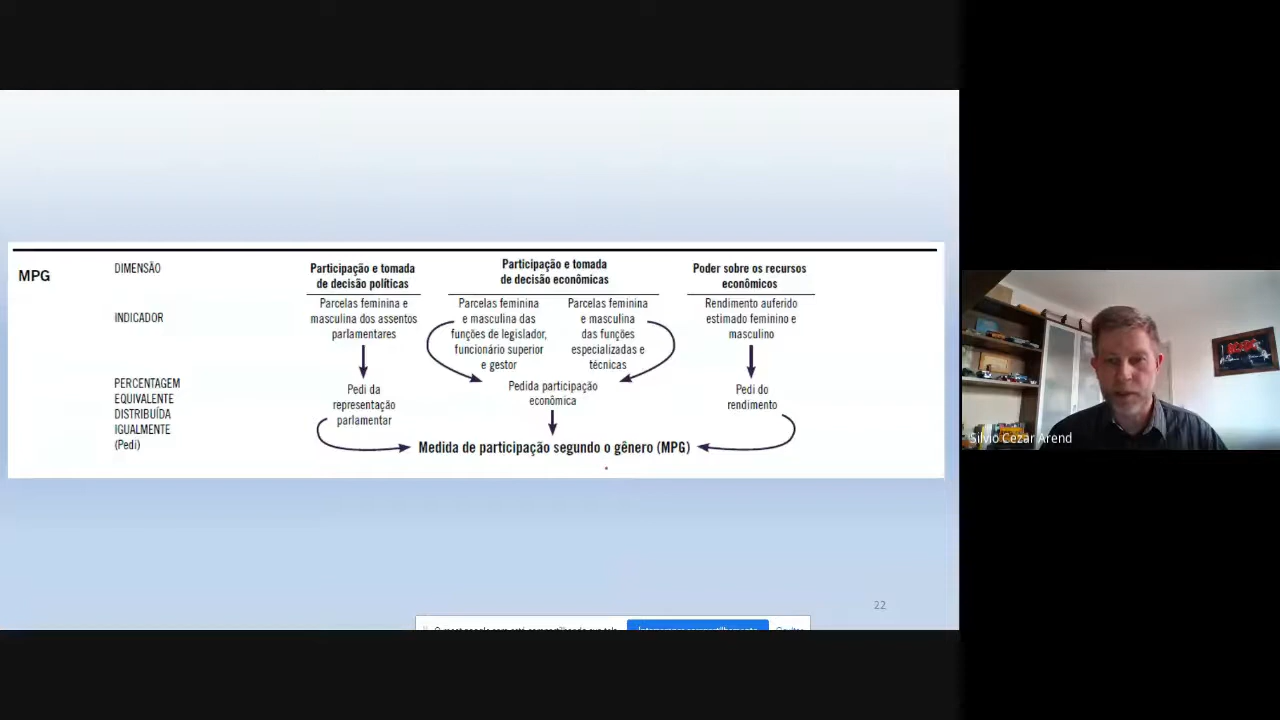 MPG
DIMENSÃO
Participação e tomada
de decisão políticas
Participação e tomada
de decisão econômicas
Poder sobre os recursos
econômicos
INDICADOR
Parcelas feminina e
masculina dos assentos
parlamentares
Parcelas feminina
e masculina das
funções de legislador,
funcionário superior
e gestor
Parcelas feminina
e masculina
das funções
especializadas e
técnicas
Rendimento auferido
estimado feminino e
masculino
PERCENTAGEM
EQUIVALENTE
DISTRIBUÍDA
IGUALMENTE
(Pedi)
Pedi da
representação
parlamentar
Pedida participação
econômica
Pedi do
rendimento
Medida de participação segundo o gênero (MPG)
22
Silvio Cezar Arend